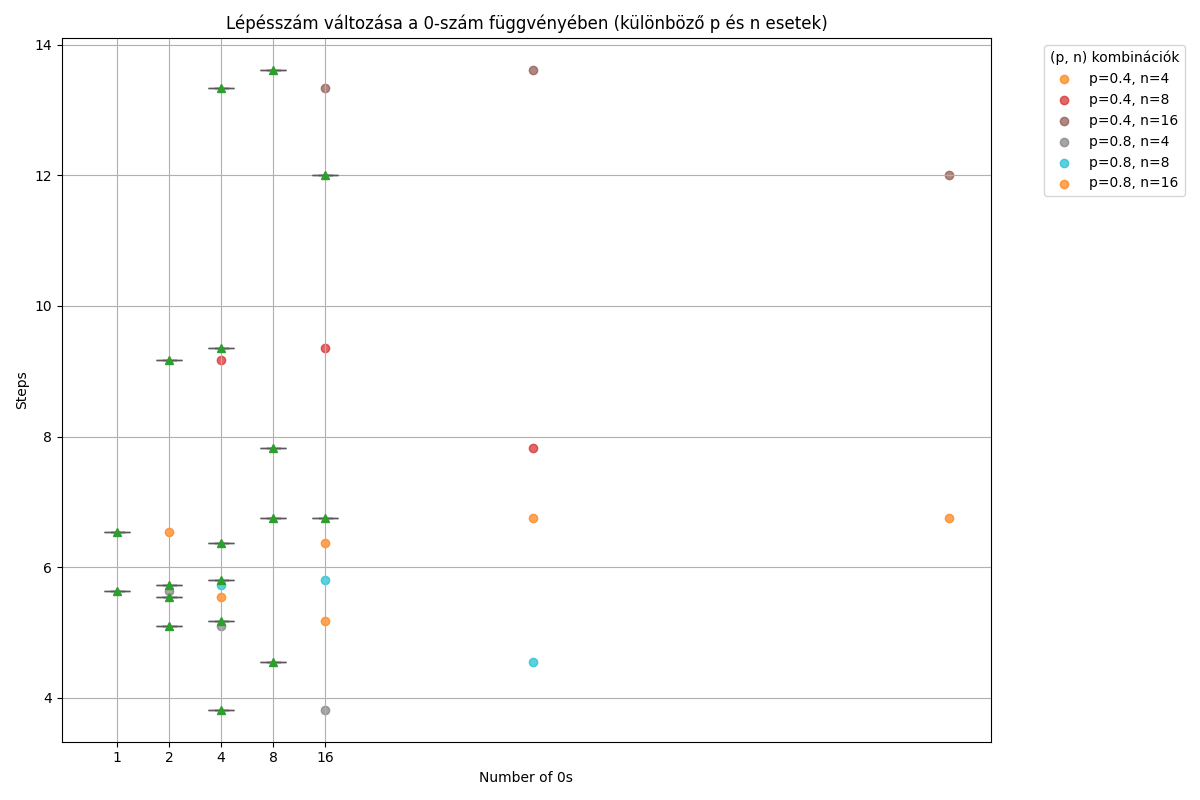 Lépésszám változása a 0-szám függvényében (különböző p és n esetek)
14
12
10
8
6
4
Steps
1 2 4 8 16
Number of 0s
(p, n) kombinációk
p=0.4, n=4
p=0.4, n=8
p=0.4, n=16
p=0.8, n=4
p=0.8, n=8
p=0.8, n=16